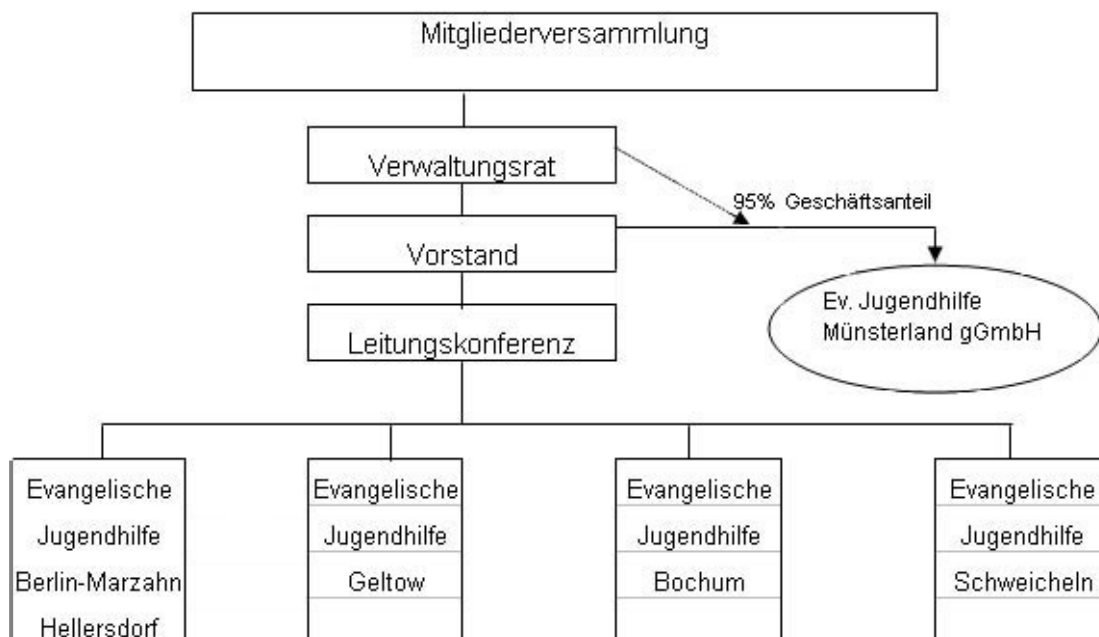 Mitgliederversammlung
Verwaltungsrat
95% Geschäftsanteil
Vorstand
Ev. Jugendhilfe
Münsterland gGmbH
Leitungskonferenz
Evangelische
Jugendhilfe
Berlin-Marzahn
Hellersdorf
Evangelische
Jugendhilfe
Geltow
Evangelische
Jugendhilfe
Bochum
Evangelische
Jugendhilfe
Schweicheln